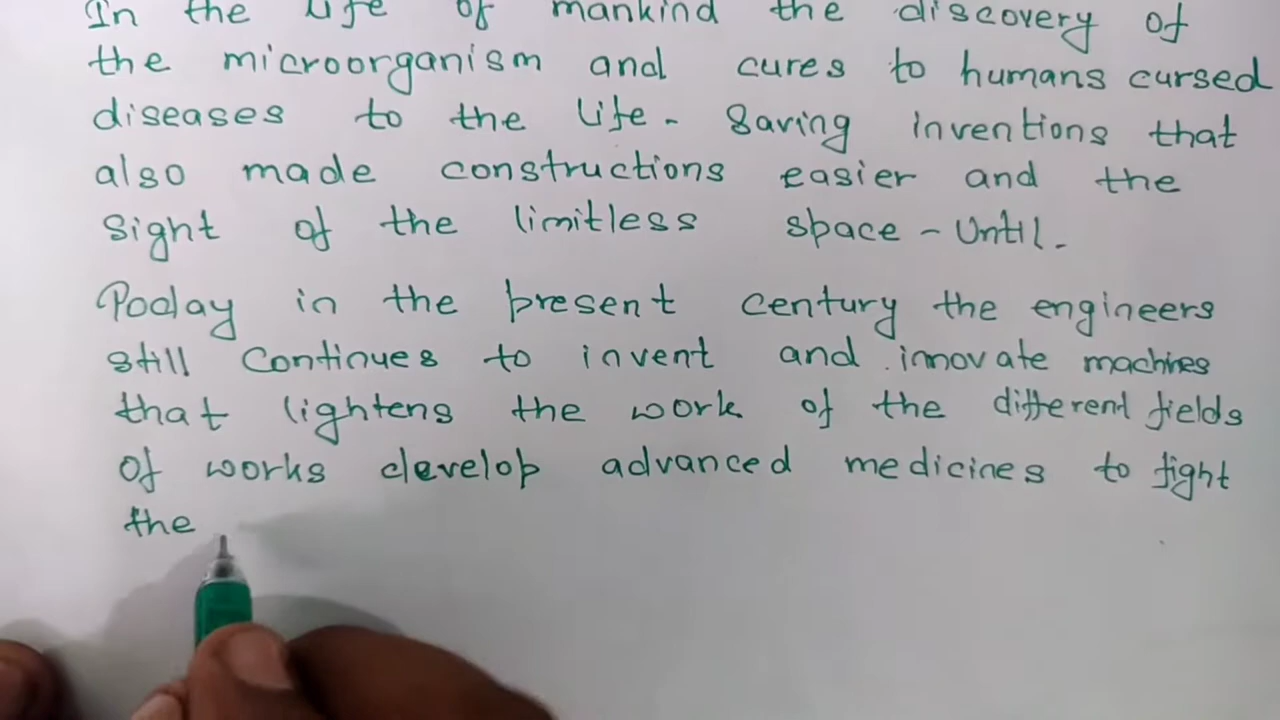 In the life of mankind the discovery of
the microorganism and cures to humans cursed
diseases to the life - Saving inventions that
also made constructions easier and the
Sight of the limitless space - Until -
Poday in the present century the engineers
still Continues to invent and innovate machines
that lightens the work of the different fields
Of works develop advanced medicines to fight
the